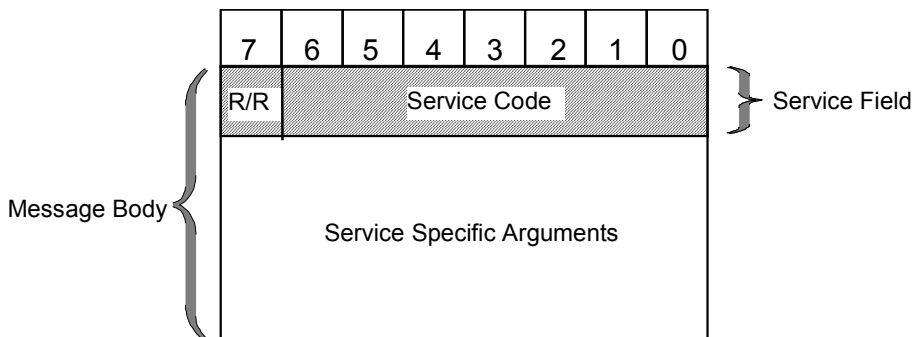 7 6 5 4 3 2 1 0
R/R Service Code Service Field
Message Body
Service Specific Arguments